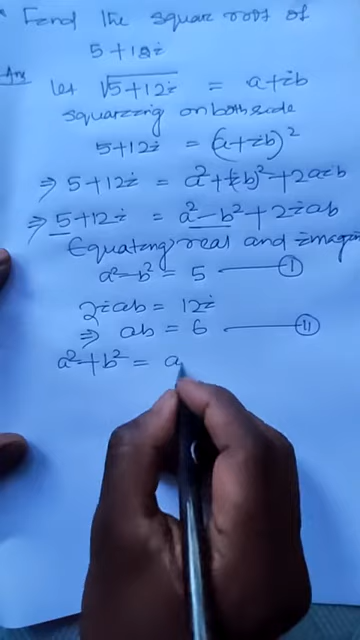 Find the square root of
5+12i
Ans
let √5+12i = a+ib
squarring on both side
5+12i = (a+ib)²
⇒ 5+12i = a²+(ib)²+2aib
⇒ 5+12i = a²-b²+2iab
Equating real and imagin
a²-b² = 5 —— (I)
2iab = 12i
⇒ ab = 6 —— (II)
a²+b² = a